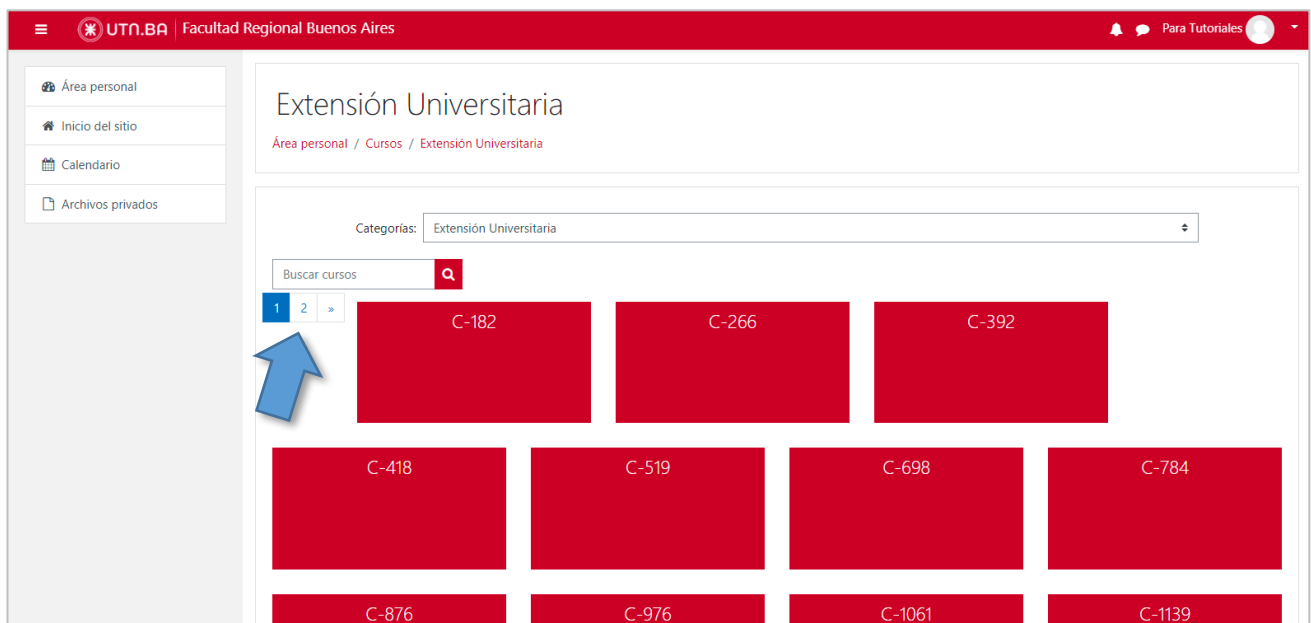 UTN.BA Facultad Regional Buenos Aires
Para Tutoriales
Área personal
Inicio del sitio
Calendario
Archivos privados
Extensión Universitaria
Área personal / Cursos / Extensión Universitaria
Categorías: Extensión Universitaria
Buscar cursos
1 2 »
C-182 C-266 C-392
C-418 C-519 C-698 C-784
C-876 C-976 C-1061 C-1139